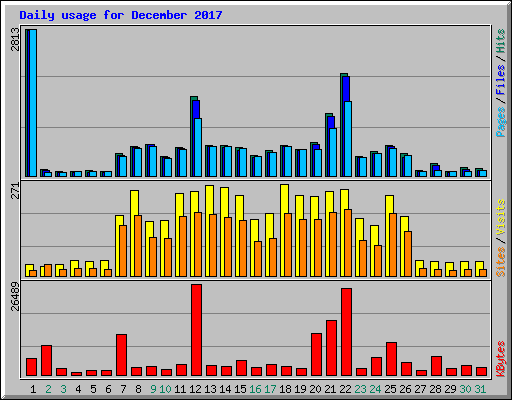 Daily usage for December 2017
2813
Pages / Files / Hits
271
Sites / Visits
26489
KBytes
1 2 3 4 5 6 7 8 9 10 11 12 13 14 15 16 17 18 19 20 21 22 23 24 25 26 27 28 29 30 31